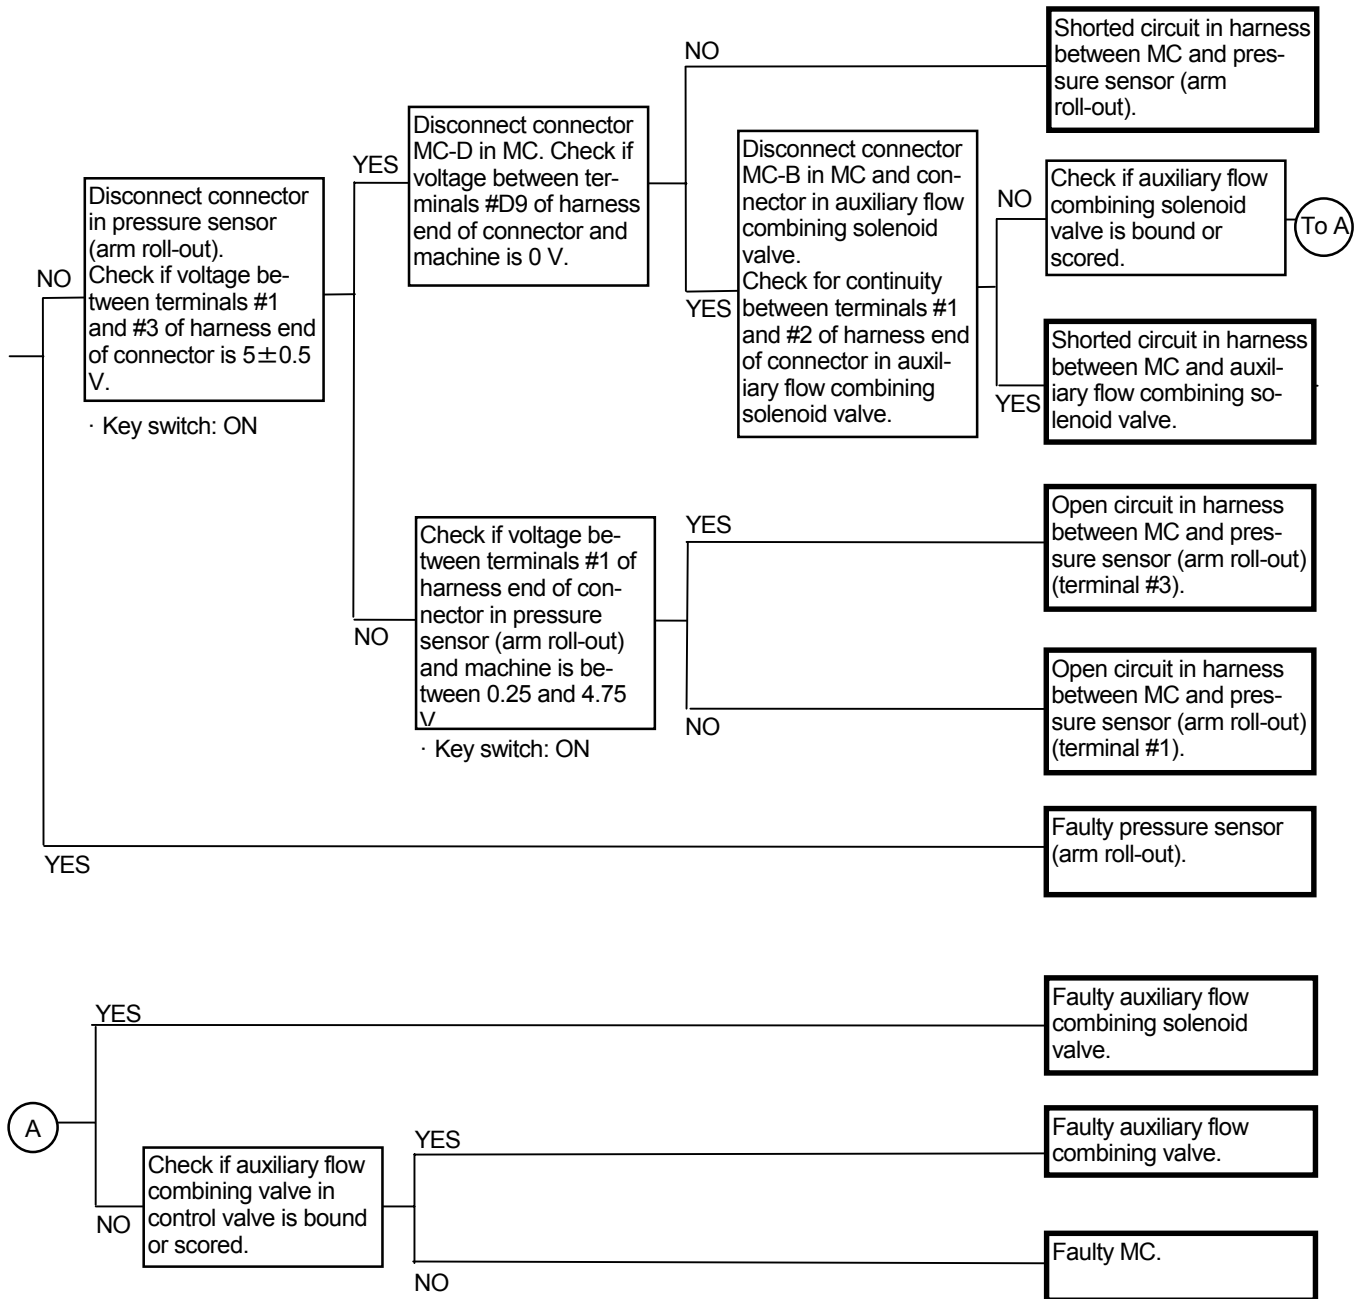 Shorted circuit in harness
between MC and pres-
sure sensor (arm
roll-out).
NO
Disconnect connector
MC-D in MC. Check if
voltage between ter-
minals #D9 of harness
end of connector and
machine is 0 V.
YES
Disconnect connector
MC-B in MC and con-
nector in auxiliary flow
combining solenoid
valve.
Check for continuity
between terminals #1
and #2 of harness end
of connector in auxil-
iary flow combining
solenoid valve.
YES
NO
Check if auxiliary flow
combining solenoid
valve is bound or
scored.
To A
Disconnect connector
in pressure sensor
(arm roll-out).
Check if voltage be-
tween terminals #1
and #3 of harness end
of connector is 5±0.5
V.
NO
· Key switch: ON
Shorted circuit in harness
between MC and auxil-
iary flow combining so-
lenoid valve.
YES
Check if voltage be-
tween terminals #1 of
harness end of con-
nector in pressure
sensor (arm roll-out)
and machine is be-
tween 0.25 and 4.75
V
NO
· Key switch: ON
YES
Open circuit in harness
between MC and pres-
sure sensor (arm roll-out)
(terminal #3).
NO
Open circuit in harness
between MC and pres-
sure sensor (arm roll-out)
(terminal #1).
YES
Faulty pressure sensor
(arm roll-out).
A
YES
Faulty auxiliary flow
combining solenoid
valve.
NO
Check if auxiliary flow
combining valve in
control valve is bound
or scored.
YES
Faulty auxiliary flow
combining valve.
NO
Faulty MC.